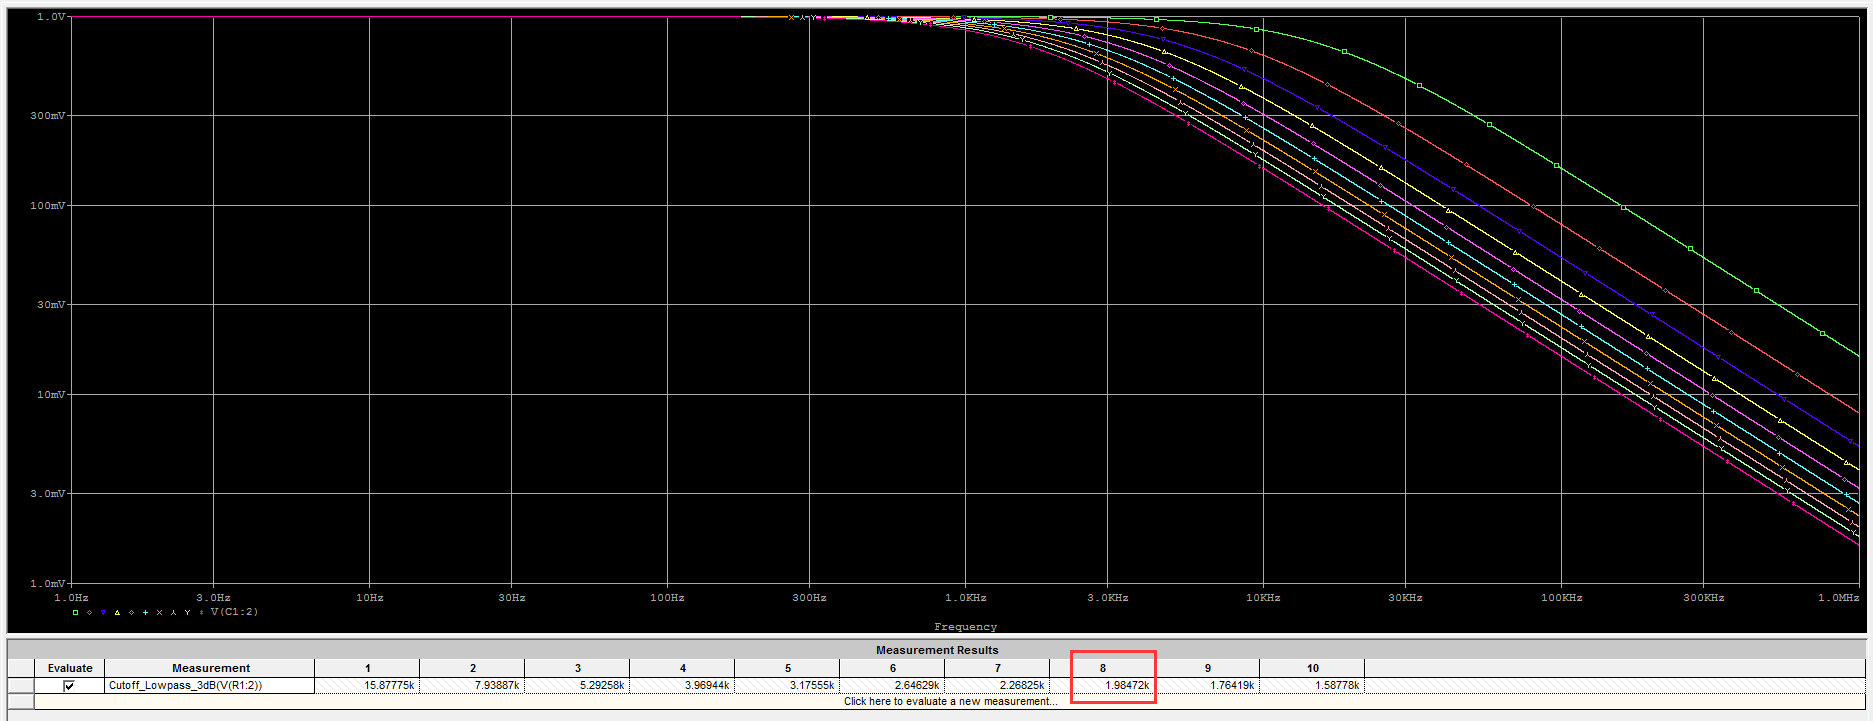 1.0V
300mV
100mV
30mV
10mV
3.0mV
1.0mV
1.0Hz 3.0Hz 10Hz 30Hz 100Hz 300Hz 1.0KHz 3.0KHz 10KHz 30KHz 100KHz 300KHz 1.0MHz
V(C1:2)
Frequency
Measurement Results
Evaluate Measurement 1 2 3 4 5 6 7 8 9 10
Cutoff_Lowpass_3dB(V(R1:2)) 15.87775k 7.93887k 5.29258k 3.96944k 3.17555k 2.64629k 2.26825k 1.98472k 1.76419k 1.58778k
Click here to evaluate a new measurement...